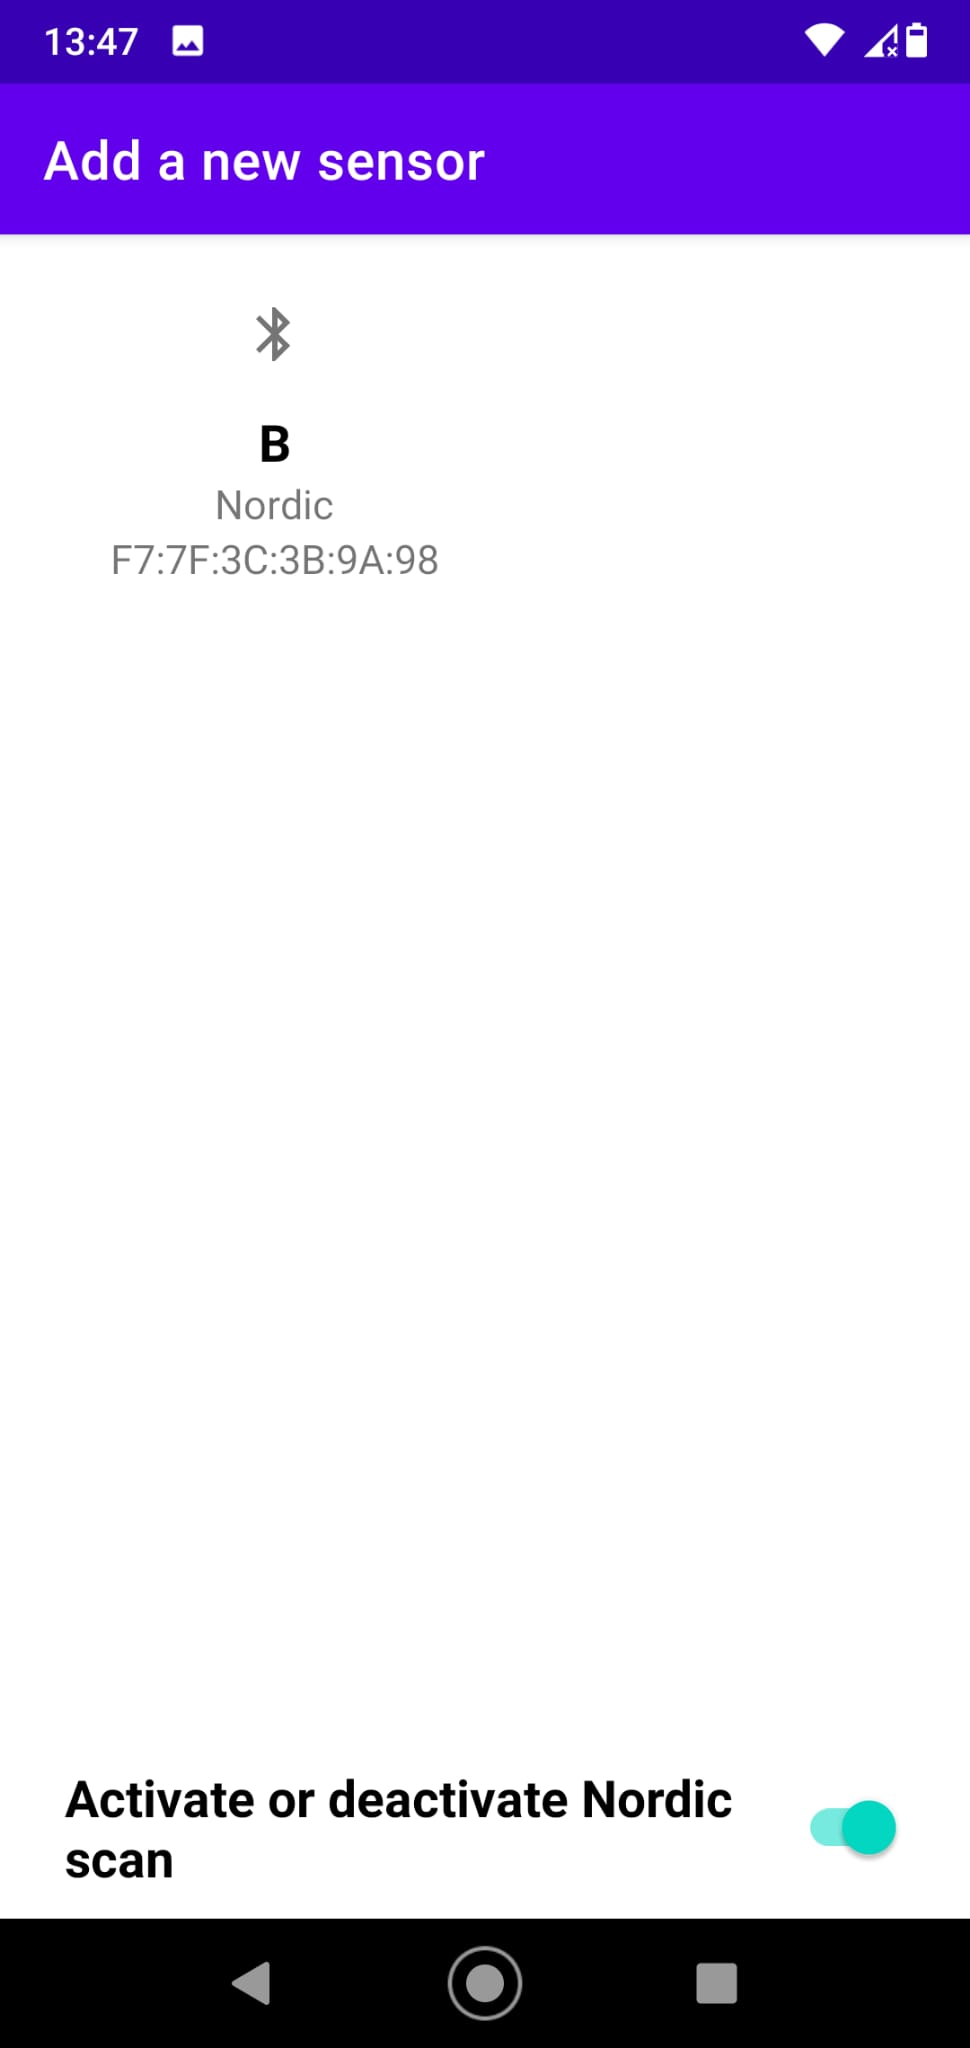 13:47
Add a new sensor
B
Nordic
F7:7F:3C:3B:9A:98
Activate or deactivate Nordic
scan